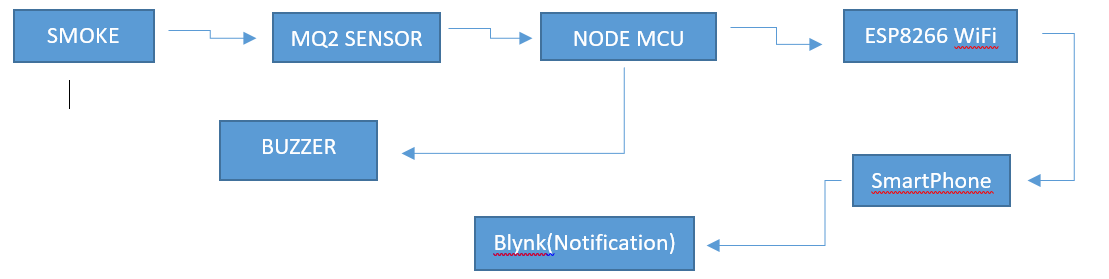 SMOKE
MQ2 SENSOR
NODE MCU
ESP8266 WiFi
BUZZER
SmartPhone
Blynk(Notification)